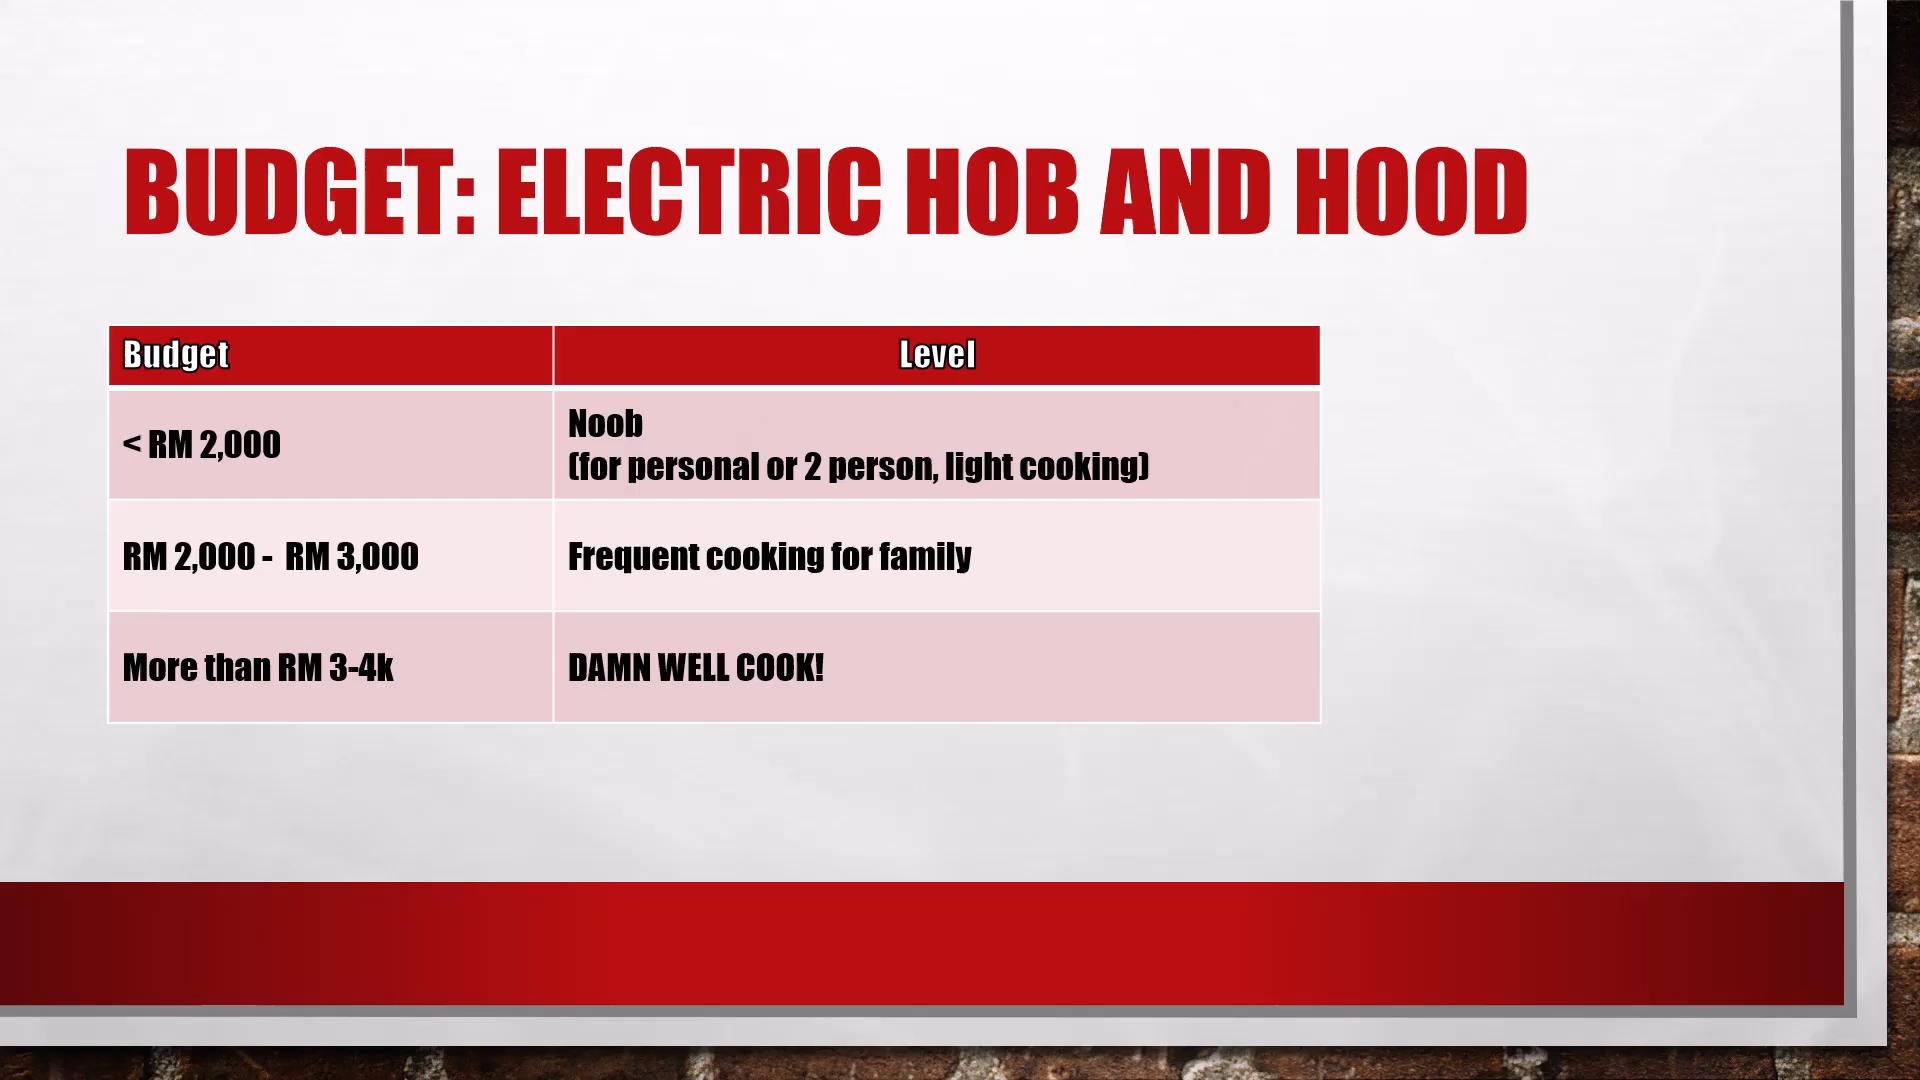 BUDGET: ELECTRIC HOB AND HOOD
Budget
Level
< RM 2,000
Noob
(for personal or 2 person, light cooking)
RM 2,000 -  RM 3,000
Frequent cooking for family
More than RM 3-4k
DAMN WELL COOK!